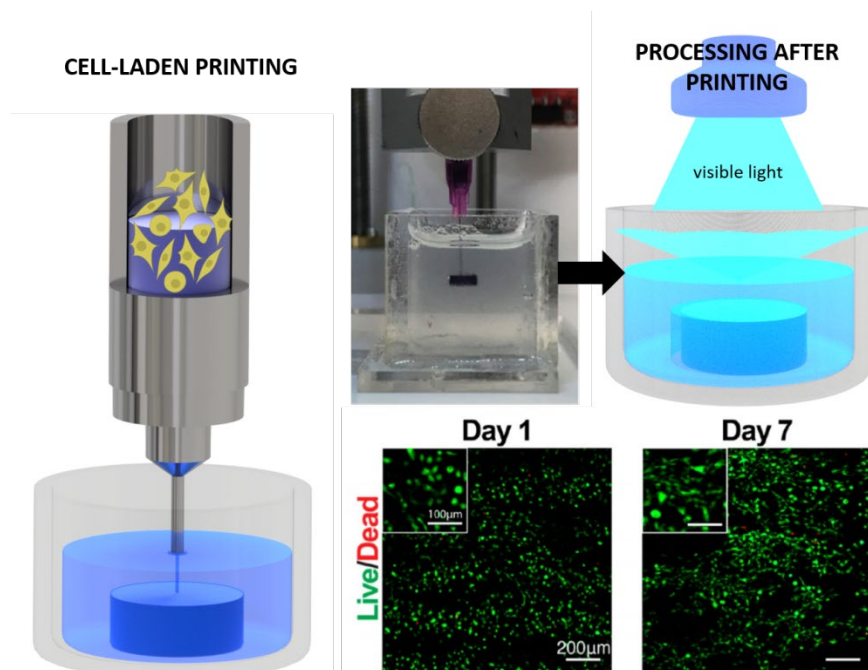 CELL-LADEN PRINTING
PROCESSING AFTER
PRINTING
visible light
Day 1
Day 7
Live/Dead
100μm
200μm